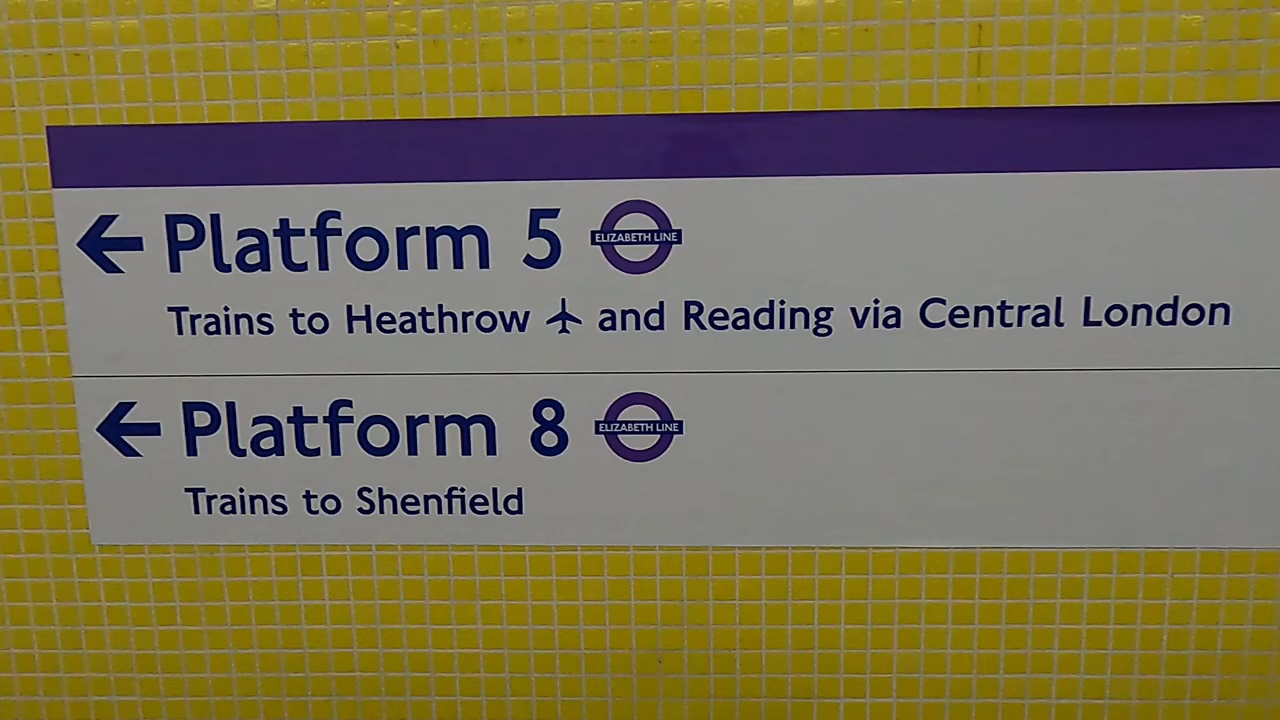 Platform 5 ELIZABETH LINE
Trains to Heathrow and Reading via Central London
Platform 8 ELIZABETH LINE
Trains to Shenfield